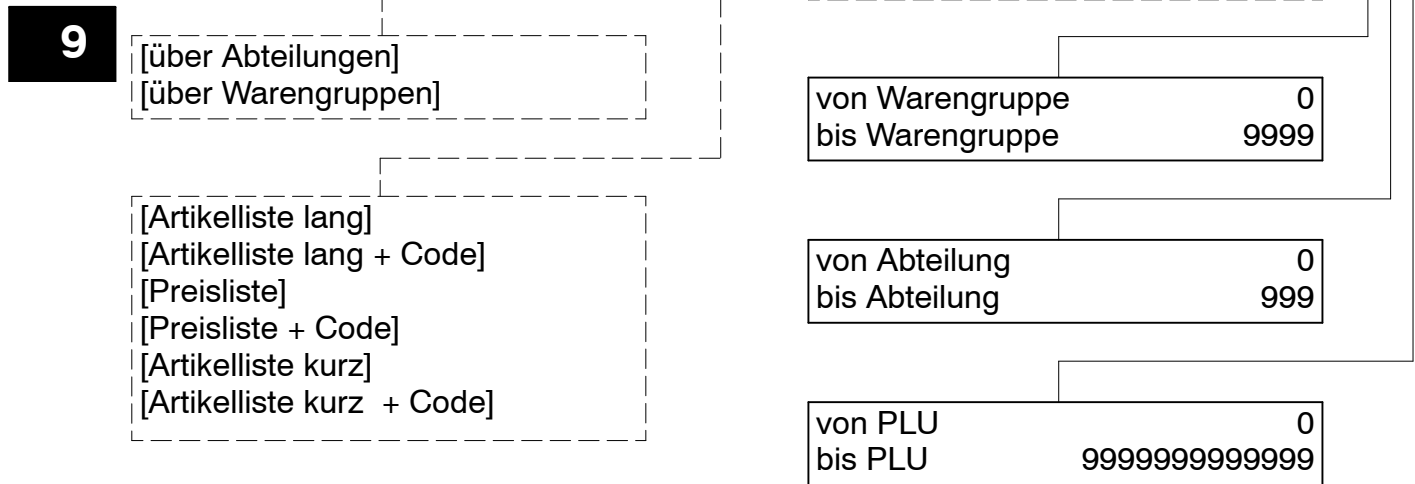 9
[über Abteilungen]
[über Warengruppen]
[Artikelliste lang]
[Artikelliste lang + Code]
[Preisliste]
[Preisliste + Code]
[Artikelliste kurz]
[Artikelliste kurz  + Code]
von Warengruppe 0
bis Warengruppe 9999
von Abteilung 0
bis Abteilung 999
von PLU 0
bis PLU 9999999999999